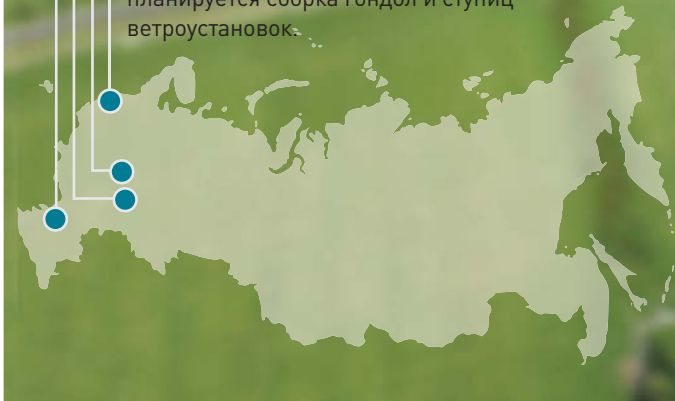 планируется сборка гондол и ступиц
ветроустановок.